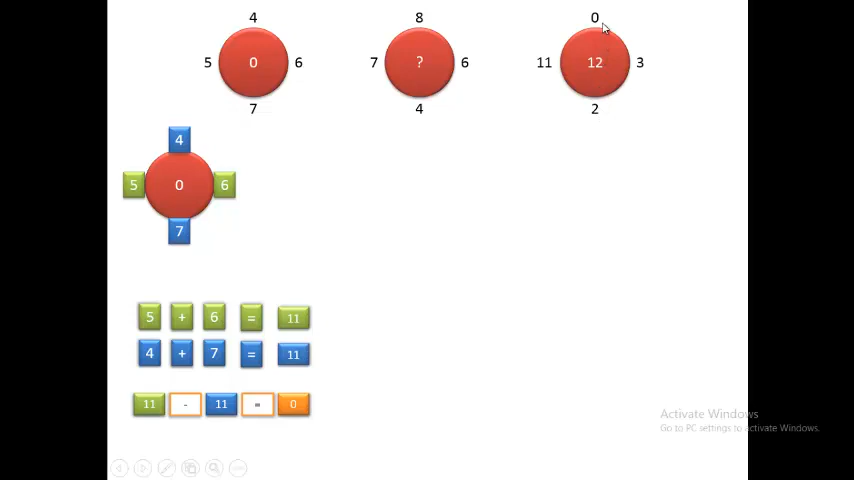 4 8 0
5 0 6 7 ? 6 11 12 3
7 4 2
4
5 0 6
7
5 + 6 = 11
4 + 7 = 11
11 - 11 = 0
Activate Windows
Go to PC settings to activate Windows.